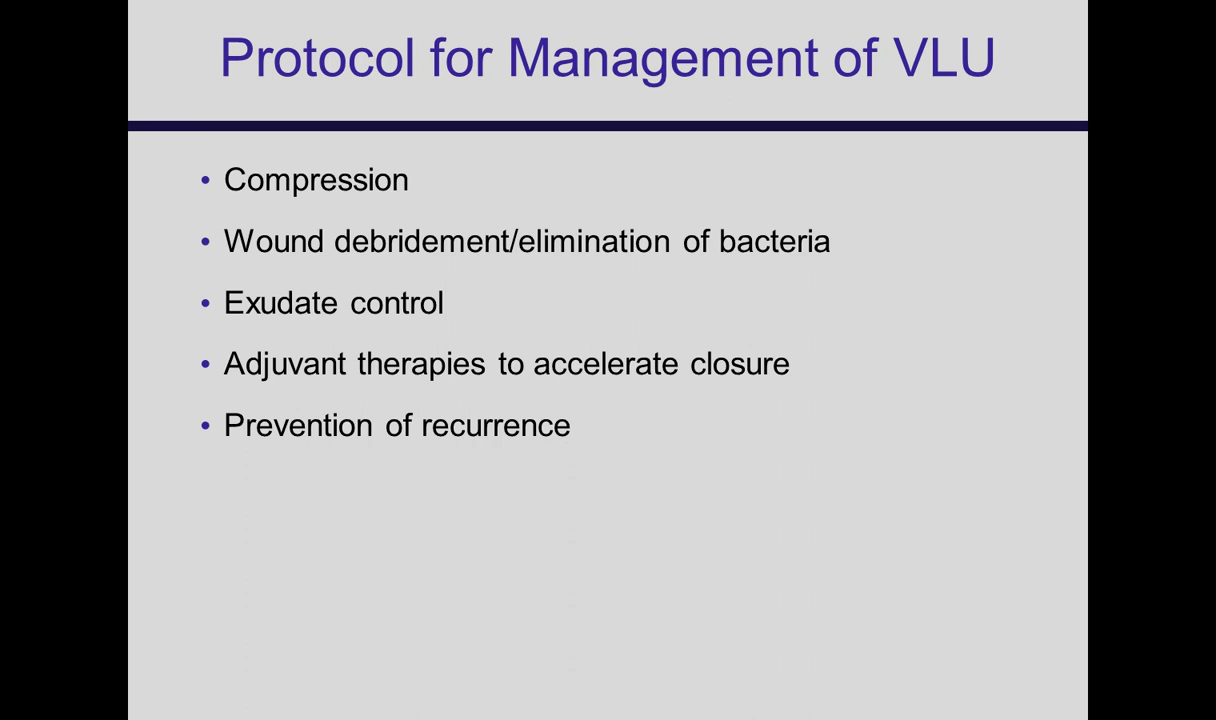 Protocol for Management of VLU
• Compression
• Wound debridement/elimination of bacteria
• Exudate control
• Adjuvant therapies to accelerate closure
• Prevention of recurrence